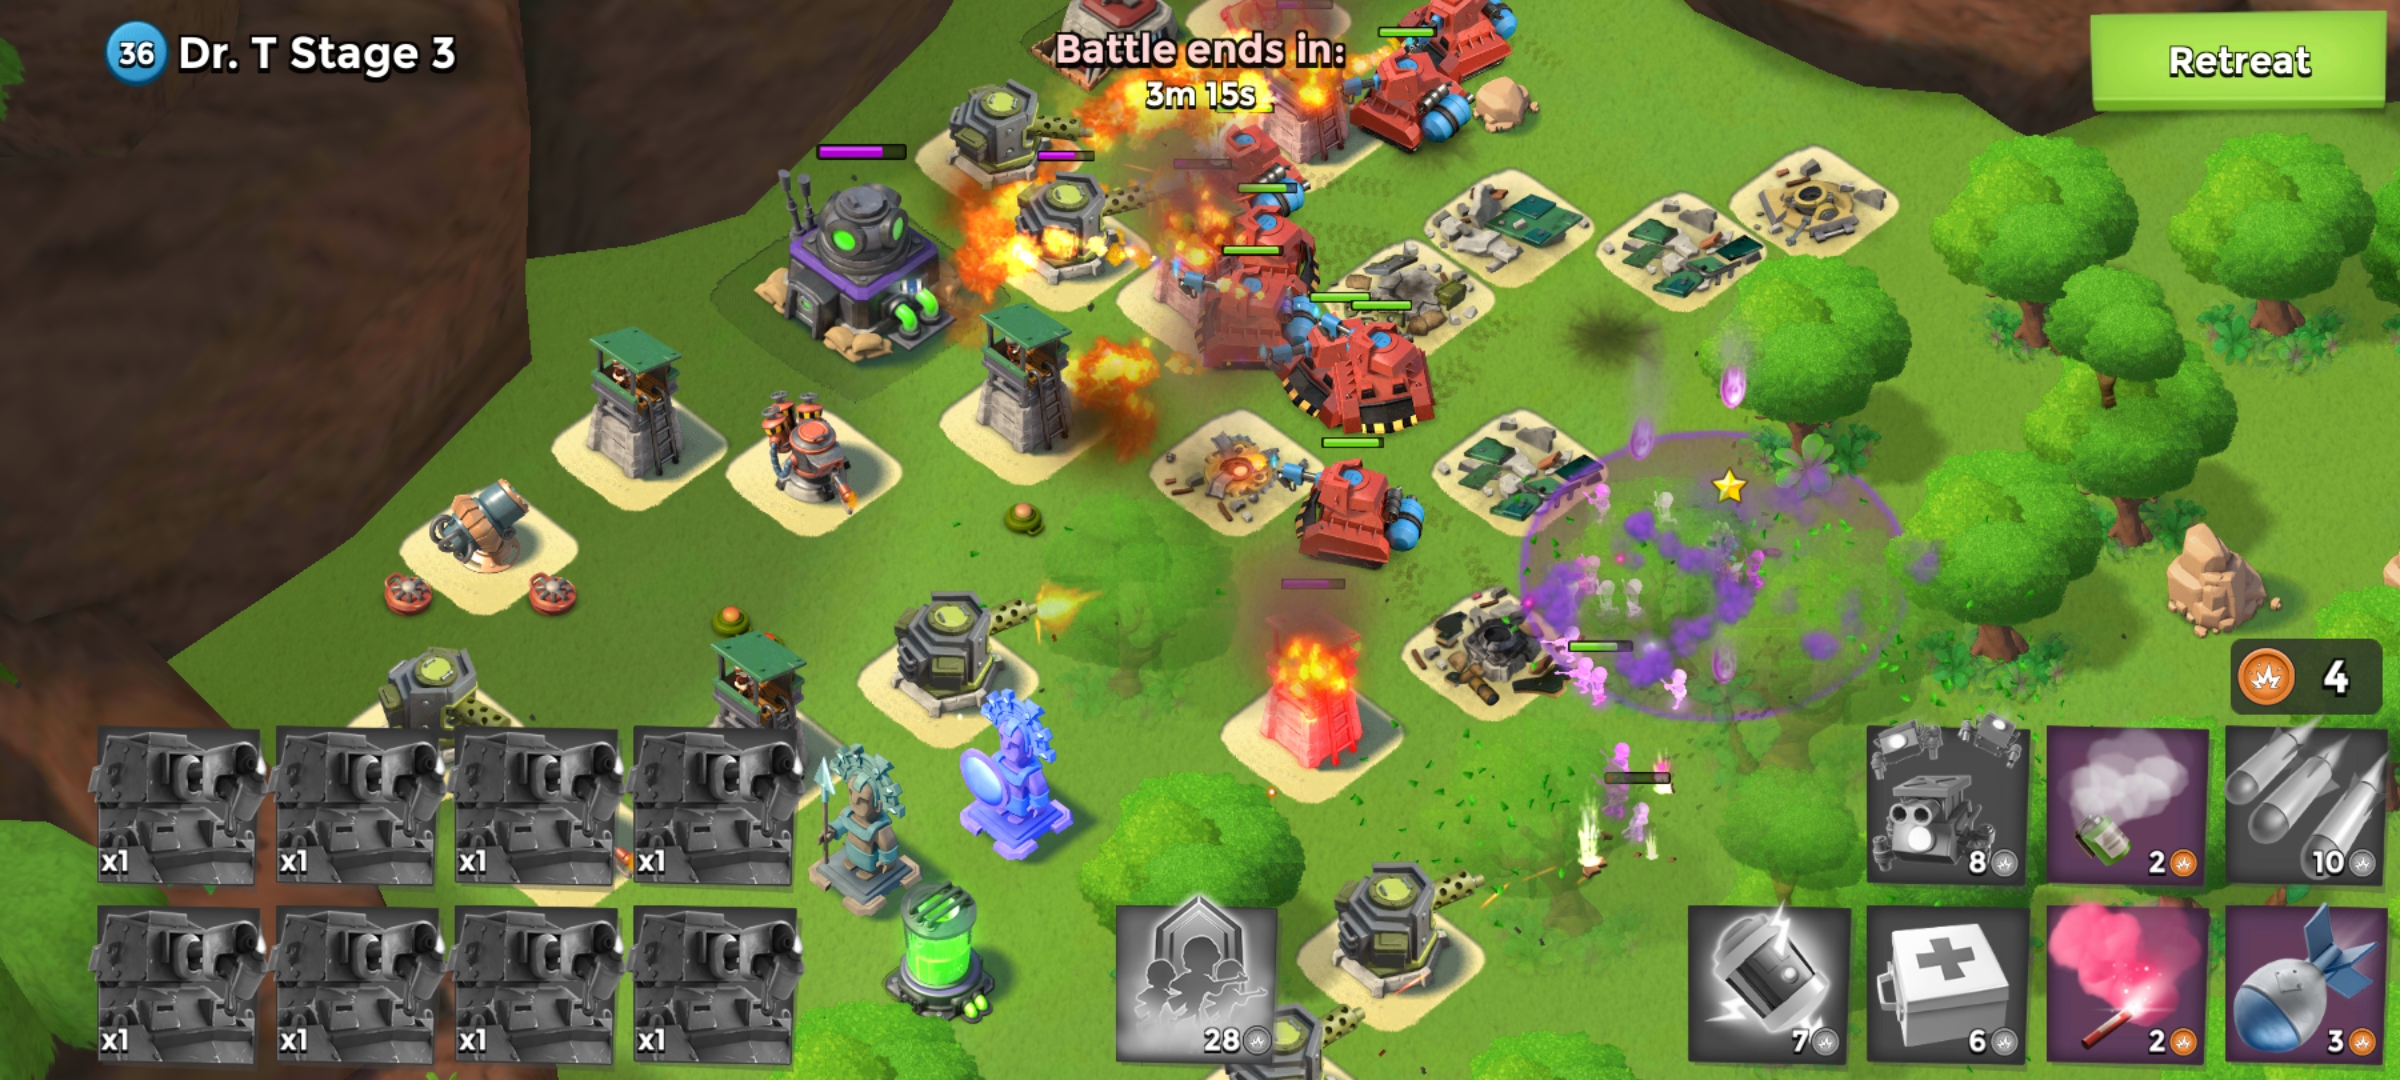 36 Dr. T Stage 3
Battle ends in:
3m 15s
Retreat
4
x1 x1 x1 x1
8 2 10
x1 x1 x1 x1
28
7 6 2 3